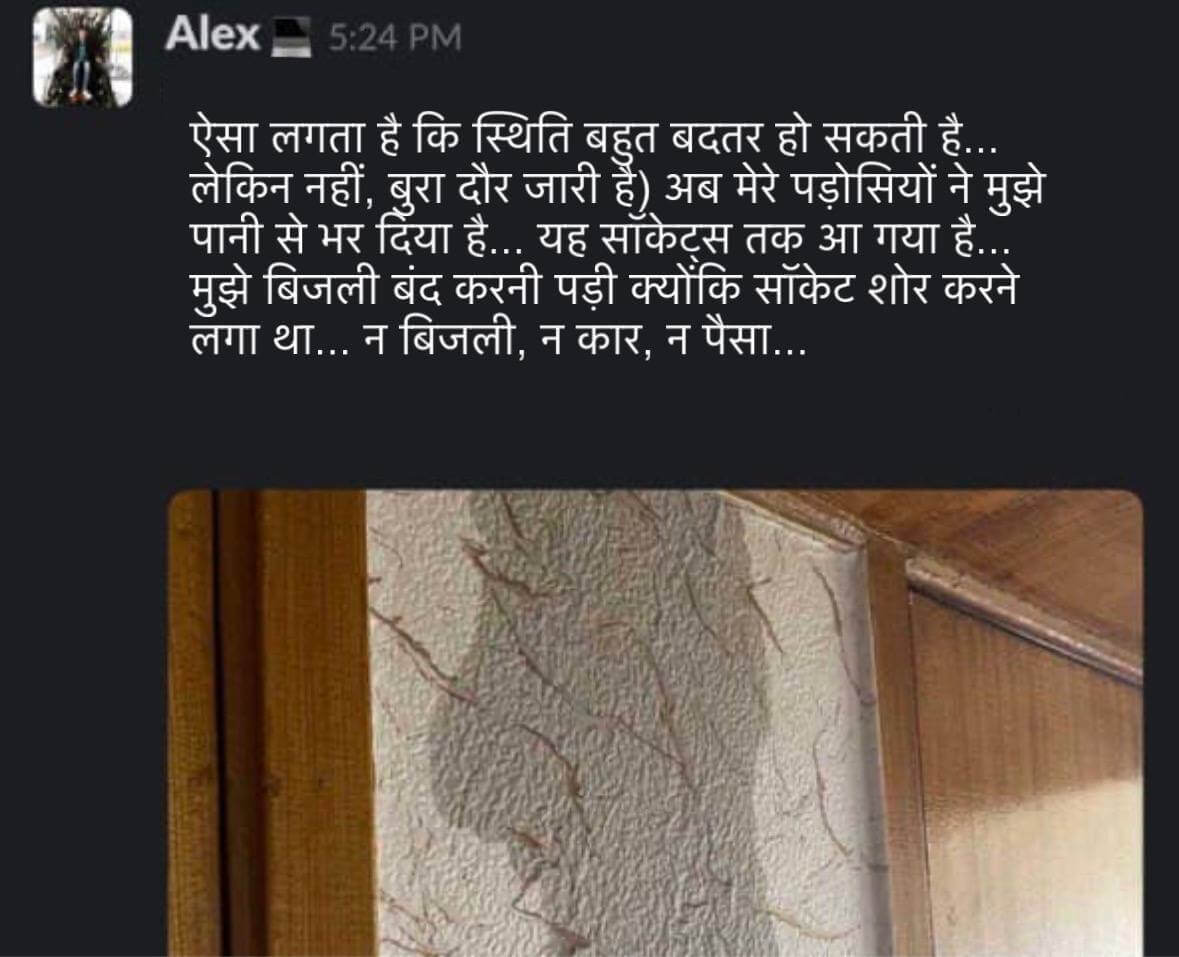 Alex 5:24 PM
ऐसा लगता है कि स्थिति बहुत बदतर हो सकती है...
लेकिन नहीं, बुरा दौर जारी है) अब मेरे पड़ोसियों ने मुझे
पानी से भर दिया है... यह सॉकेट्स तक आ गया है...
मुझे बिजली बंद करनी पड़ी क्योंकि सॉकेट शोर करने
लगा था... न बिजली, न कार, न पैसा...